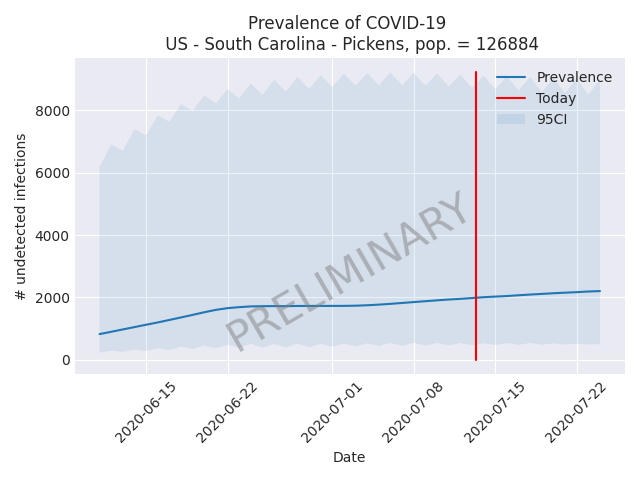 Prevalence of COVID-19
US - South Carolina - Pickens, pop. = 126884
# undetected infections
8000
6000
4000
2000
0
Prevalence
Today
95CI
PRELIMINARY
2020-06-15
2020-06-22
2020-07-01
2020-07-08
2020-07-15
2020-07-22
Date